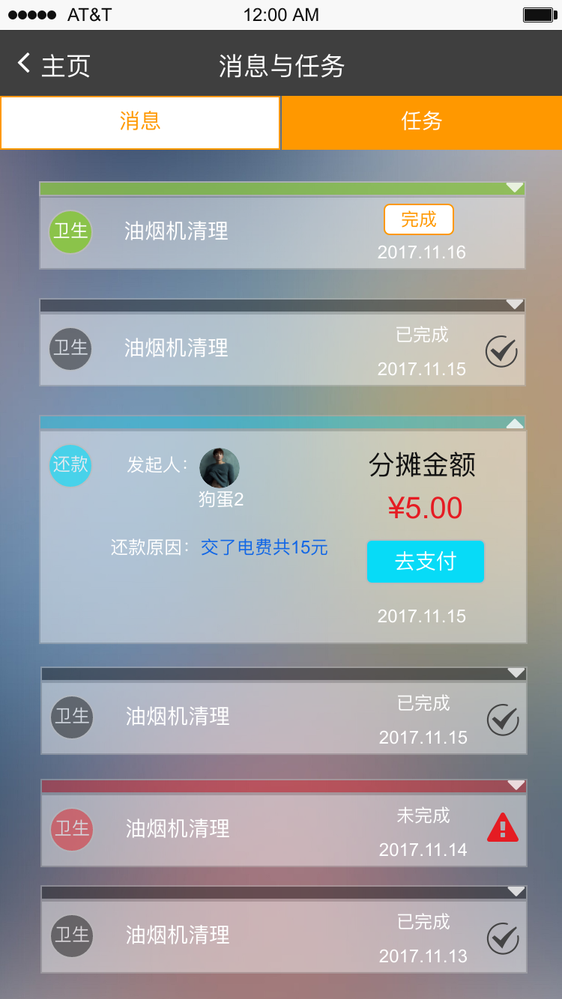 AT&T 12:00 AM
主页 消息与任务
消息 任务
卫生 油烟机清理 完成
2017.11.16
卫生 油烟机清理 已完成
2017.11.15
还款 发起人： 分摊金额
狗蛋2 ¥5.00
还款原因：交了电费共15元 去支付
2017.11.15
卫生 油烟机清理 已完成
2017.11.15
卫生 油烟机清理 未完成
2017.11.14
卫生 油烟机清理 已完成
2017.11.13